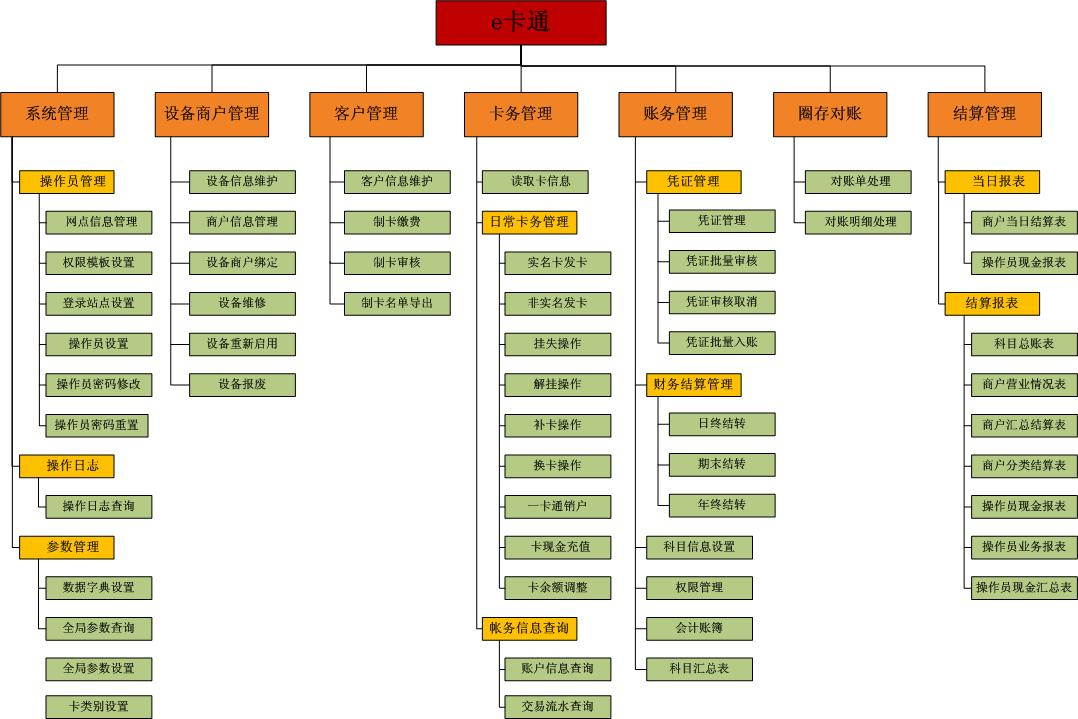 e卡通
系统管理
设备商户管理
客户管理
卡务管理
账务管理
圈存对账
结算管理
操作员管理
网点信息管理
权限模板设置
登录站点设置
操作员设置
操作员密码修改
操作员密码重置
操作日志
操作日志查询
参数管理
数据字典设置
全局参数查询
全局参数设置
卡类别设置
设备信息维护
商户信息管理
设备商户绑定
设备维修
设备重新启用
设备报废
客户信息维护
制卡缴费
制卡审核
制卡名单导出
读取卡信息
日常卡务管理
实名卡发卡
非实名发卡
挂失操作
解挂操作
补卡操作
换卡操作
一卡通销户
卡现金充值
卡余额调整
帐务信息查询
账户信息查询
交易流水查询
凭证管理
凭证管理
凭证批量审核
凭证审核取消
凭证批量入账
财务结算管理
日终结转
期末结转
年终结转
科目信息设置
权限管理
会计账簿
科目汇总表
对账单处理
对账明细处理
当日报表
商户当日结算表
操作员现金报表
结算报表
科目总账表
商户营业情况表
商户汇总结算表
商户分类结算表
操作员现金报表
操作员业务报表
操作员现金汇总表